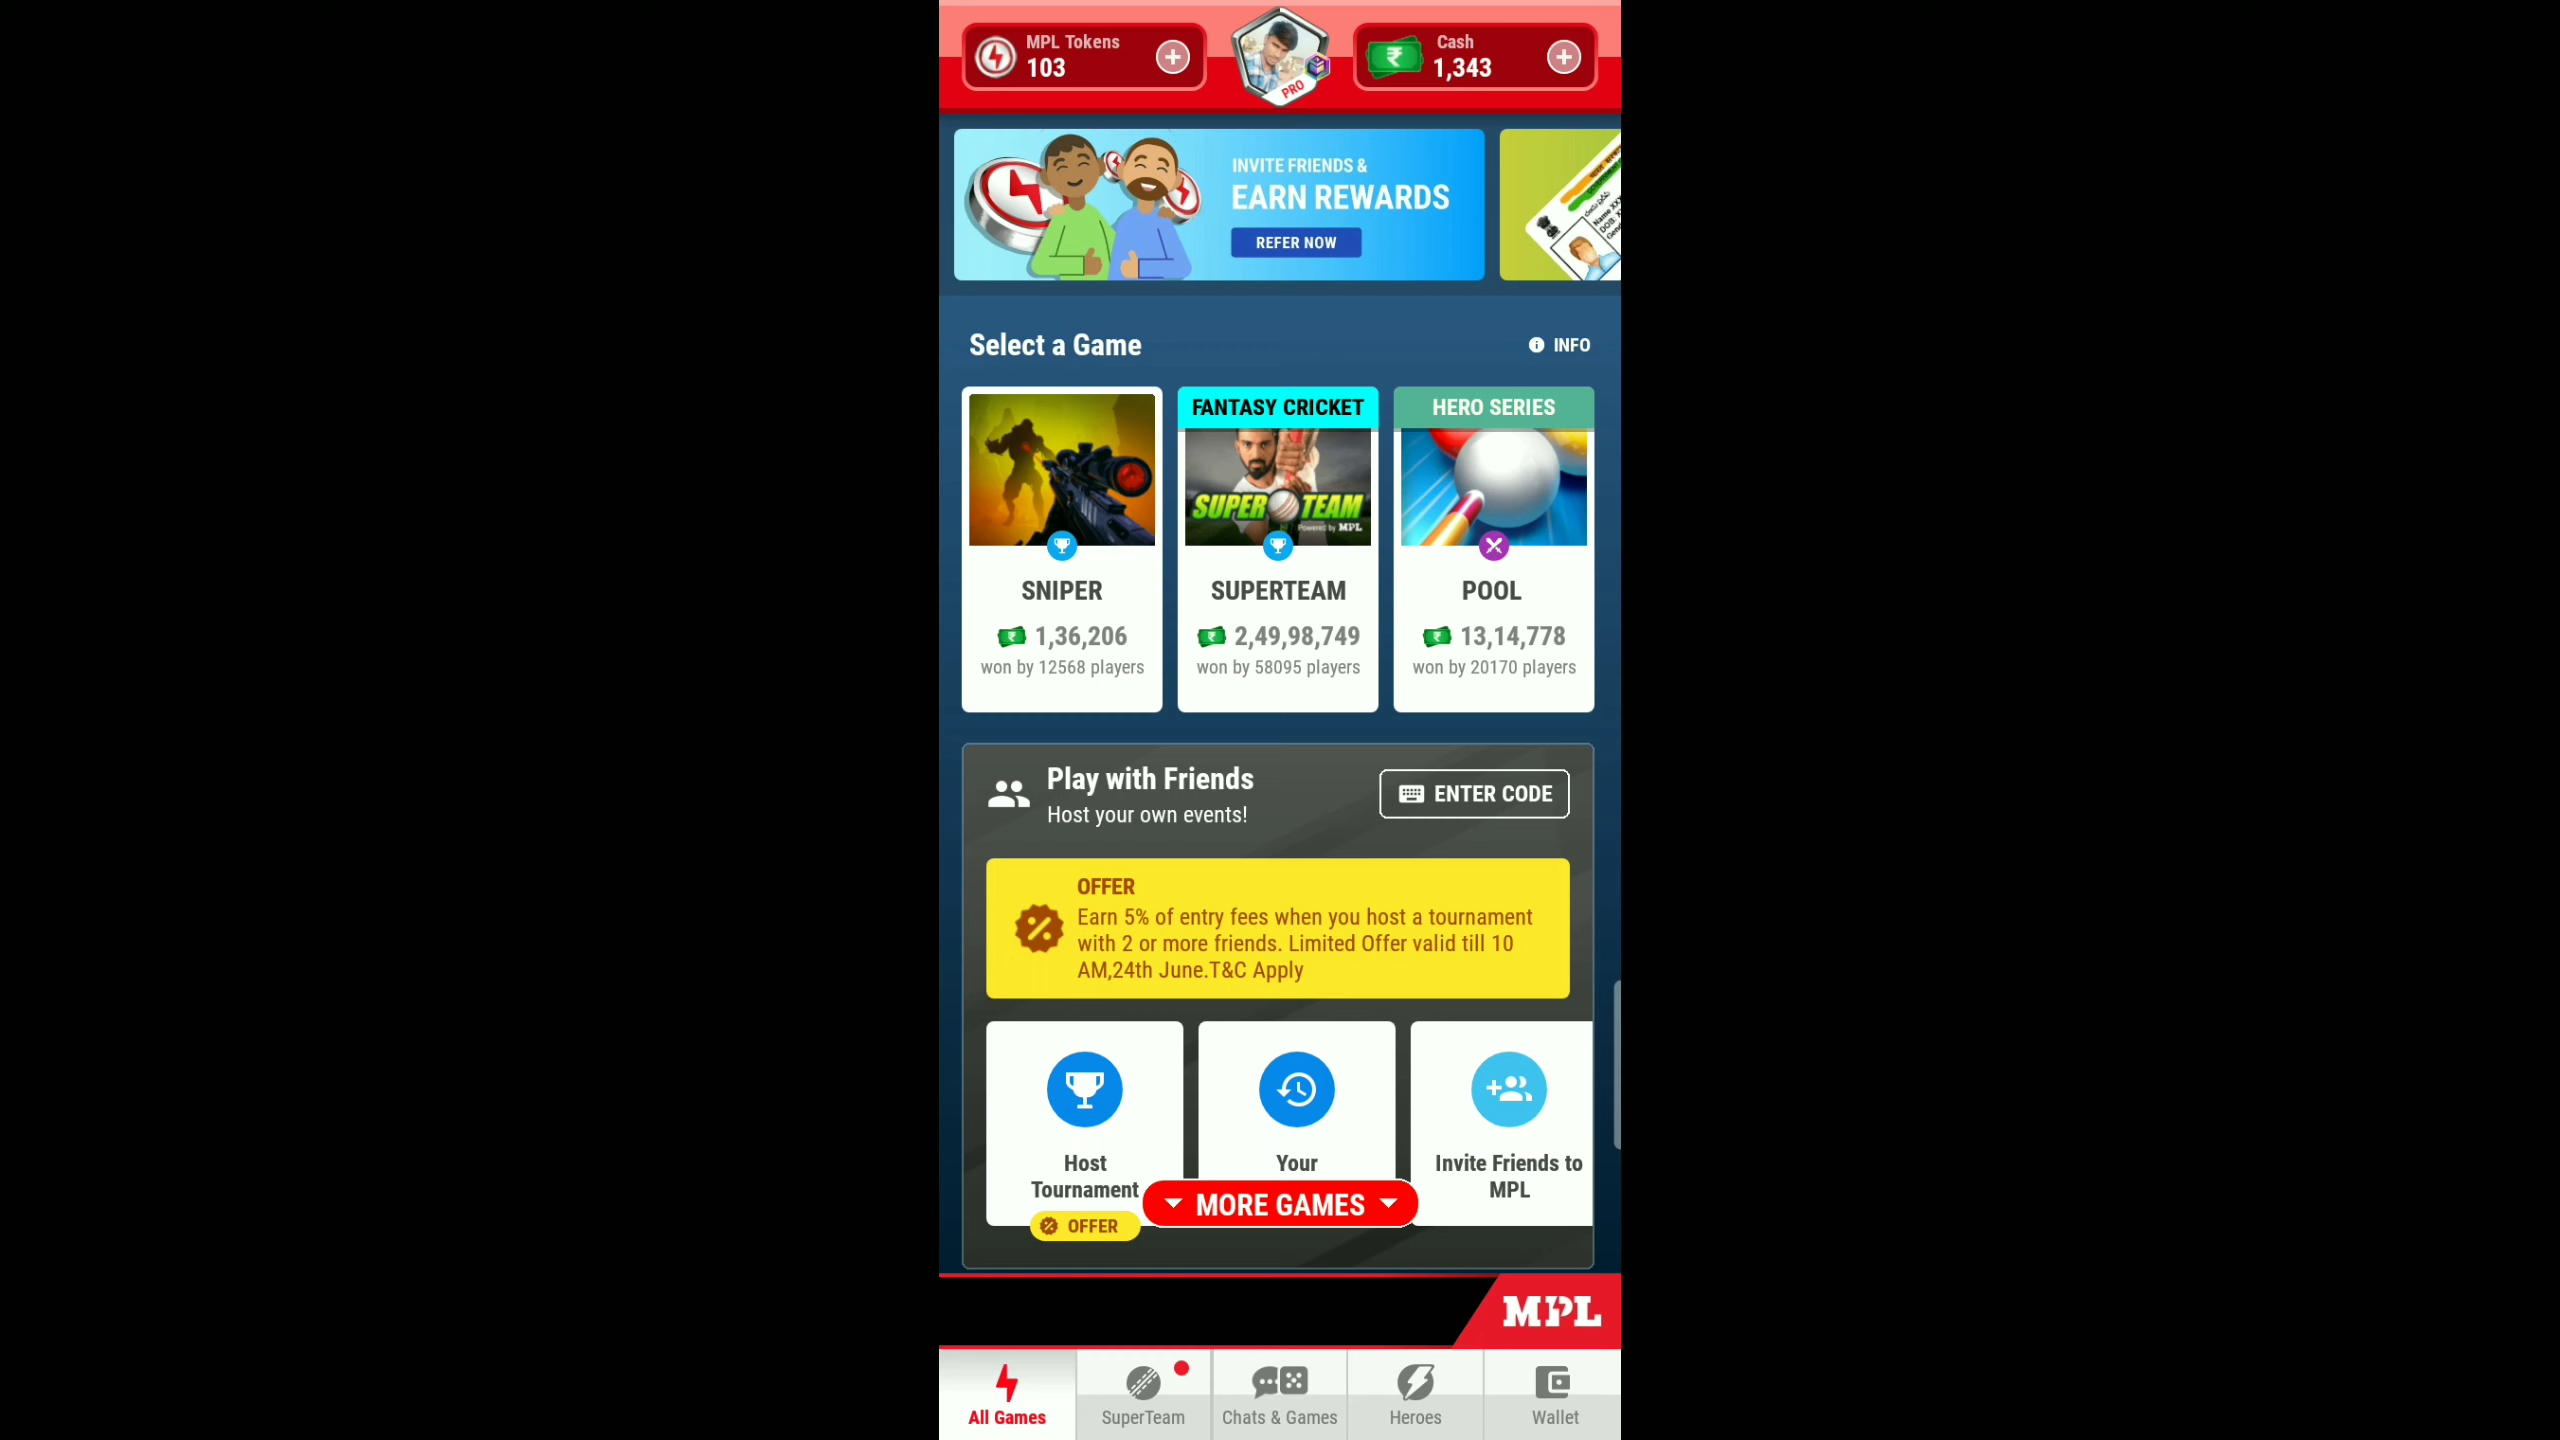 MPL Tokens
103
PRO
Cash
1,343
INVITE FRIENDS &
EARN REWARDS
REFER NOW
Select a Game
INFO
SNIPER
1,36,206
won by 12568 players
FANTASY CRICKET
SUPER TEAM
Powered by MPL
SUPERTEAM
2,49,98,749
won by 58095 players
HERO SERIES
POOL
13,14,778
won by 20170 players
Play with Friends
Host your own events!
ENTER CODE
OFFER
Earn 5% of entry fees when you host a tournament
with 2 or more friends. Limited Offer valid till 10
AM,24th June.T&C Apply
Host
Tournament
OFFER
Your
Invite Friends to
MPL
MORE GAMES
MPL
All Games
SuperTeam
Chats & Games
Heroes
Wallet